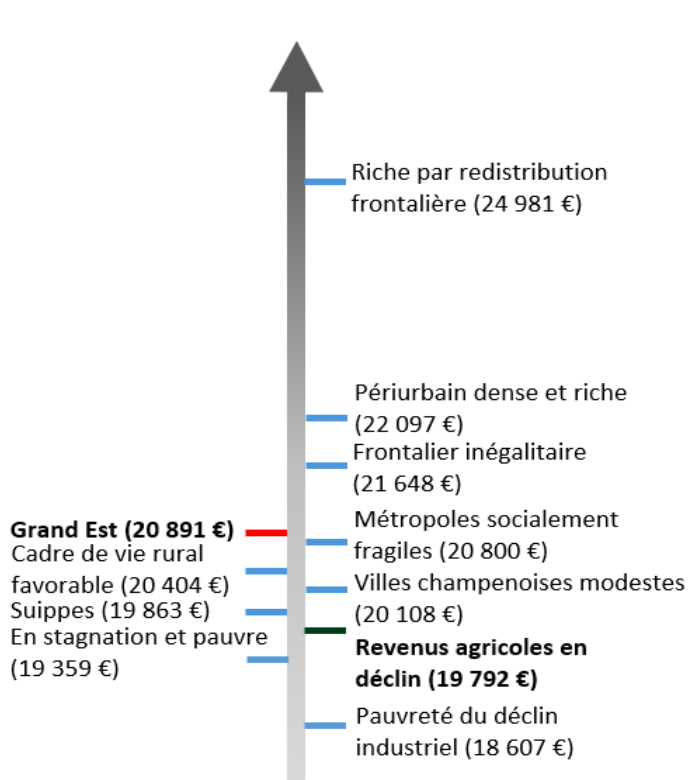 Riche par redistribution
frontalière (24 981 €)
Périurbain dense et riche
(22 097 €)
Frontalier inégalitaire
(21 648 €)
Grand Est (20 891 €)
Métropoles socialement
fragiles (20 800 €)
Cadre de vie rural
favorable (20 404 €)
Villes champenoises modestes
(20 108 €)
Suippes (19 863 €)
Revenus agricoles en
déclin (19 792 €)
En stagnation et pauvre
(19 359 €)
Pauvreté du déclin
industriel (18 607 €)